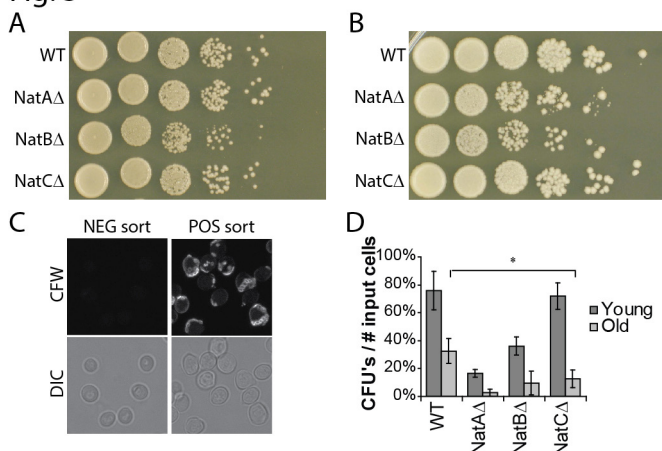 A
WT
NatAΔ
NatBΔ
NatCΔ
B
WT
NatAΔ
NatBΔ
NatCΔ
C
NEG sort POS sort
CFW
DIC
D
CFU's / # input cells
100%
80%
60%
40%
20%
0%
*
Young
Old
WT
NatAΔ
NatBΔ
NatCΔ